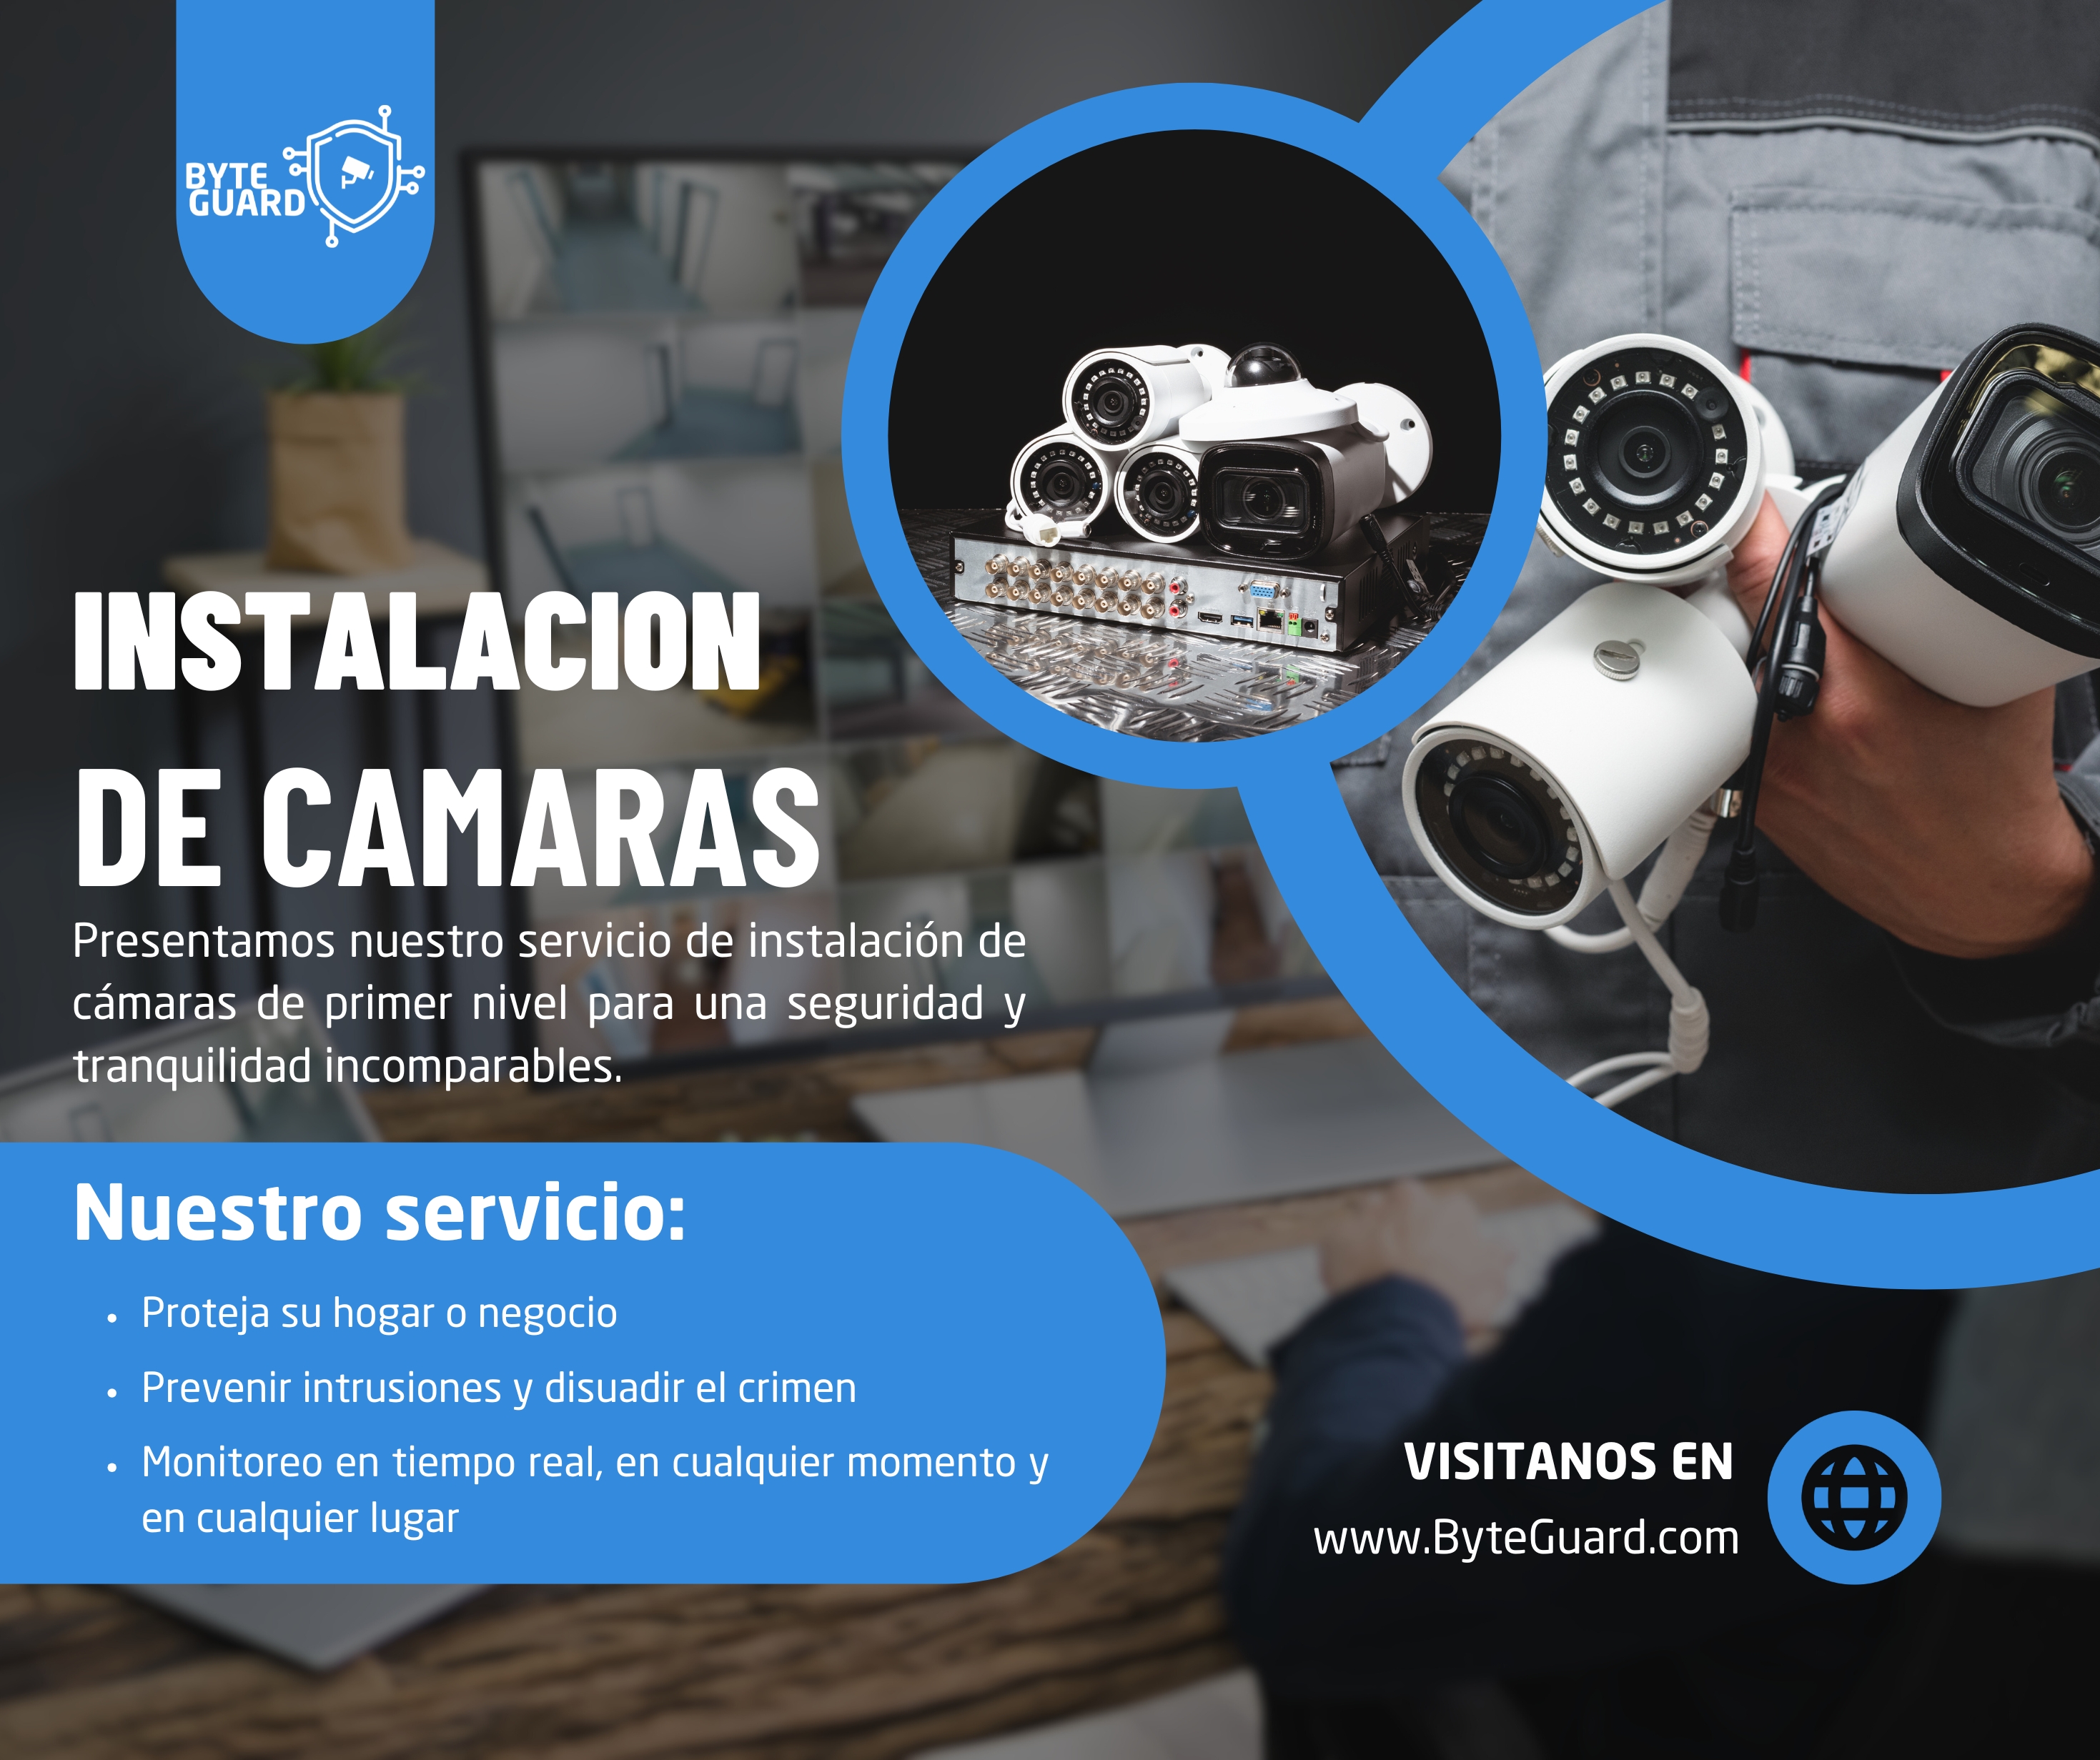 BYTE
GUARD
INSTALACION
DE CAMARAS
Presentamos nuestro servicio de instalación de
cámaras de primer nivel para una seguridad y
tranquilidad incomparables.
Nuestro servicio:
• Proteja su hogar o negocio
• Prevenir intrusiones y disuadir el crimen
• Monitoreo en tiempo real, en cualquier momento y
en cualquier lugar
VISITANOS EN
www.ByteGuard.com